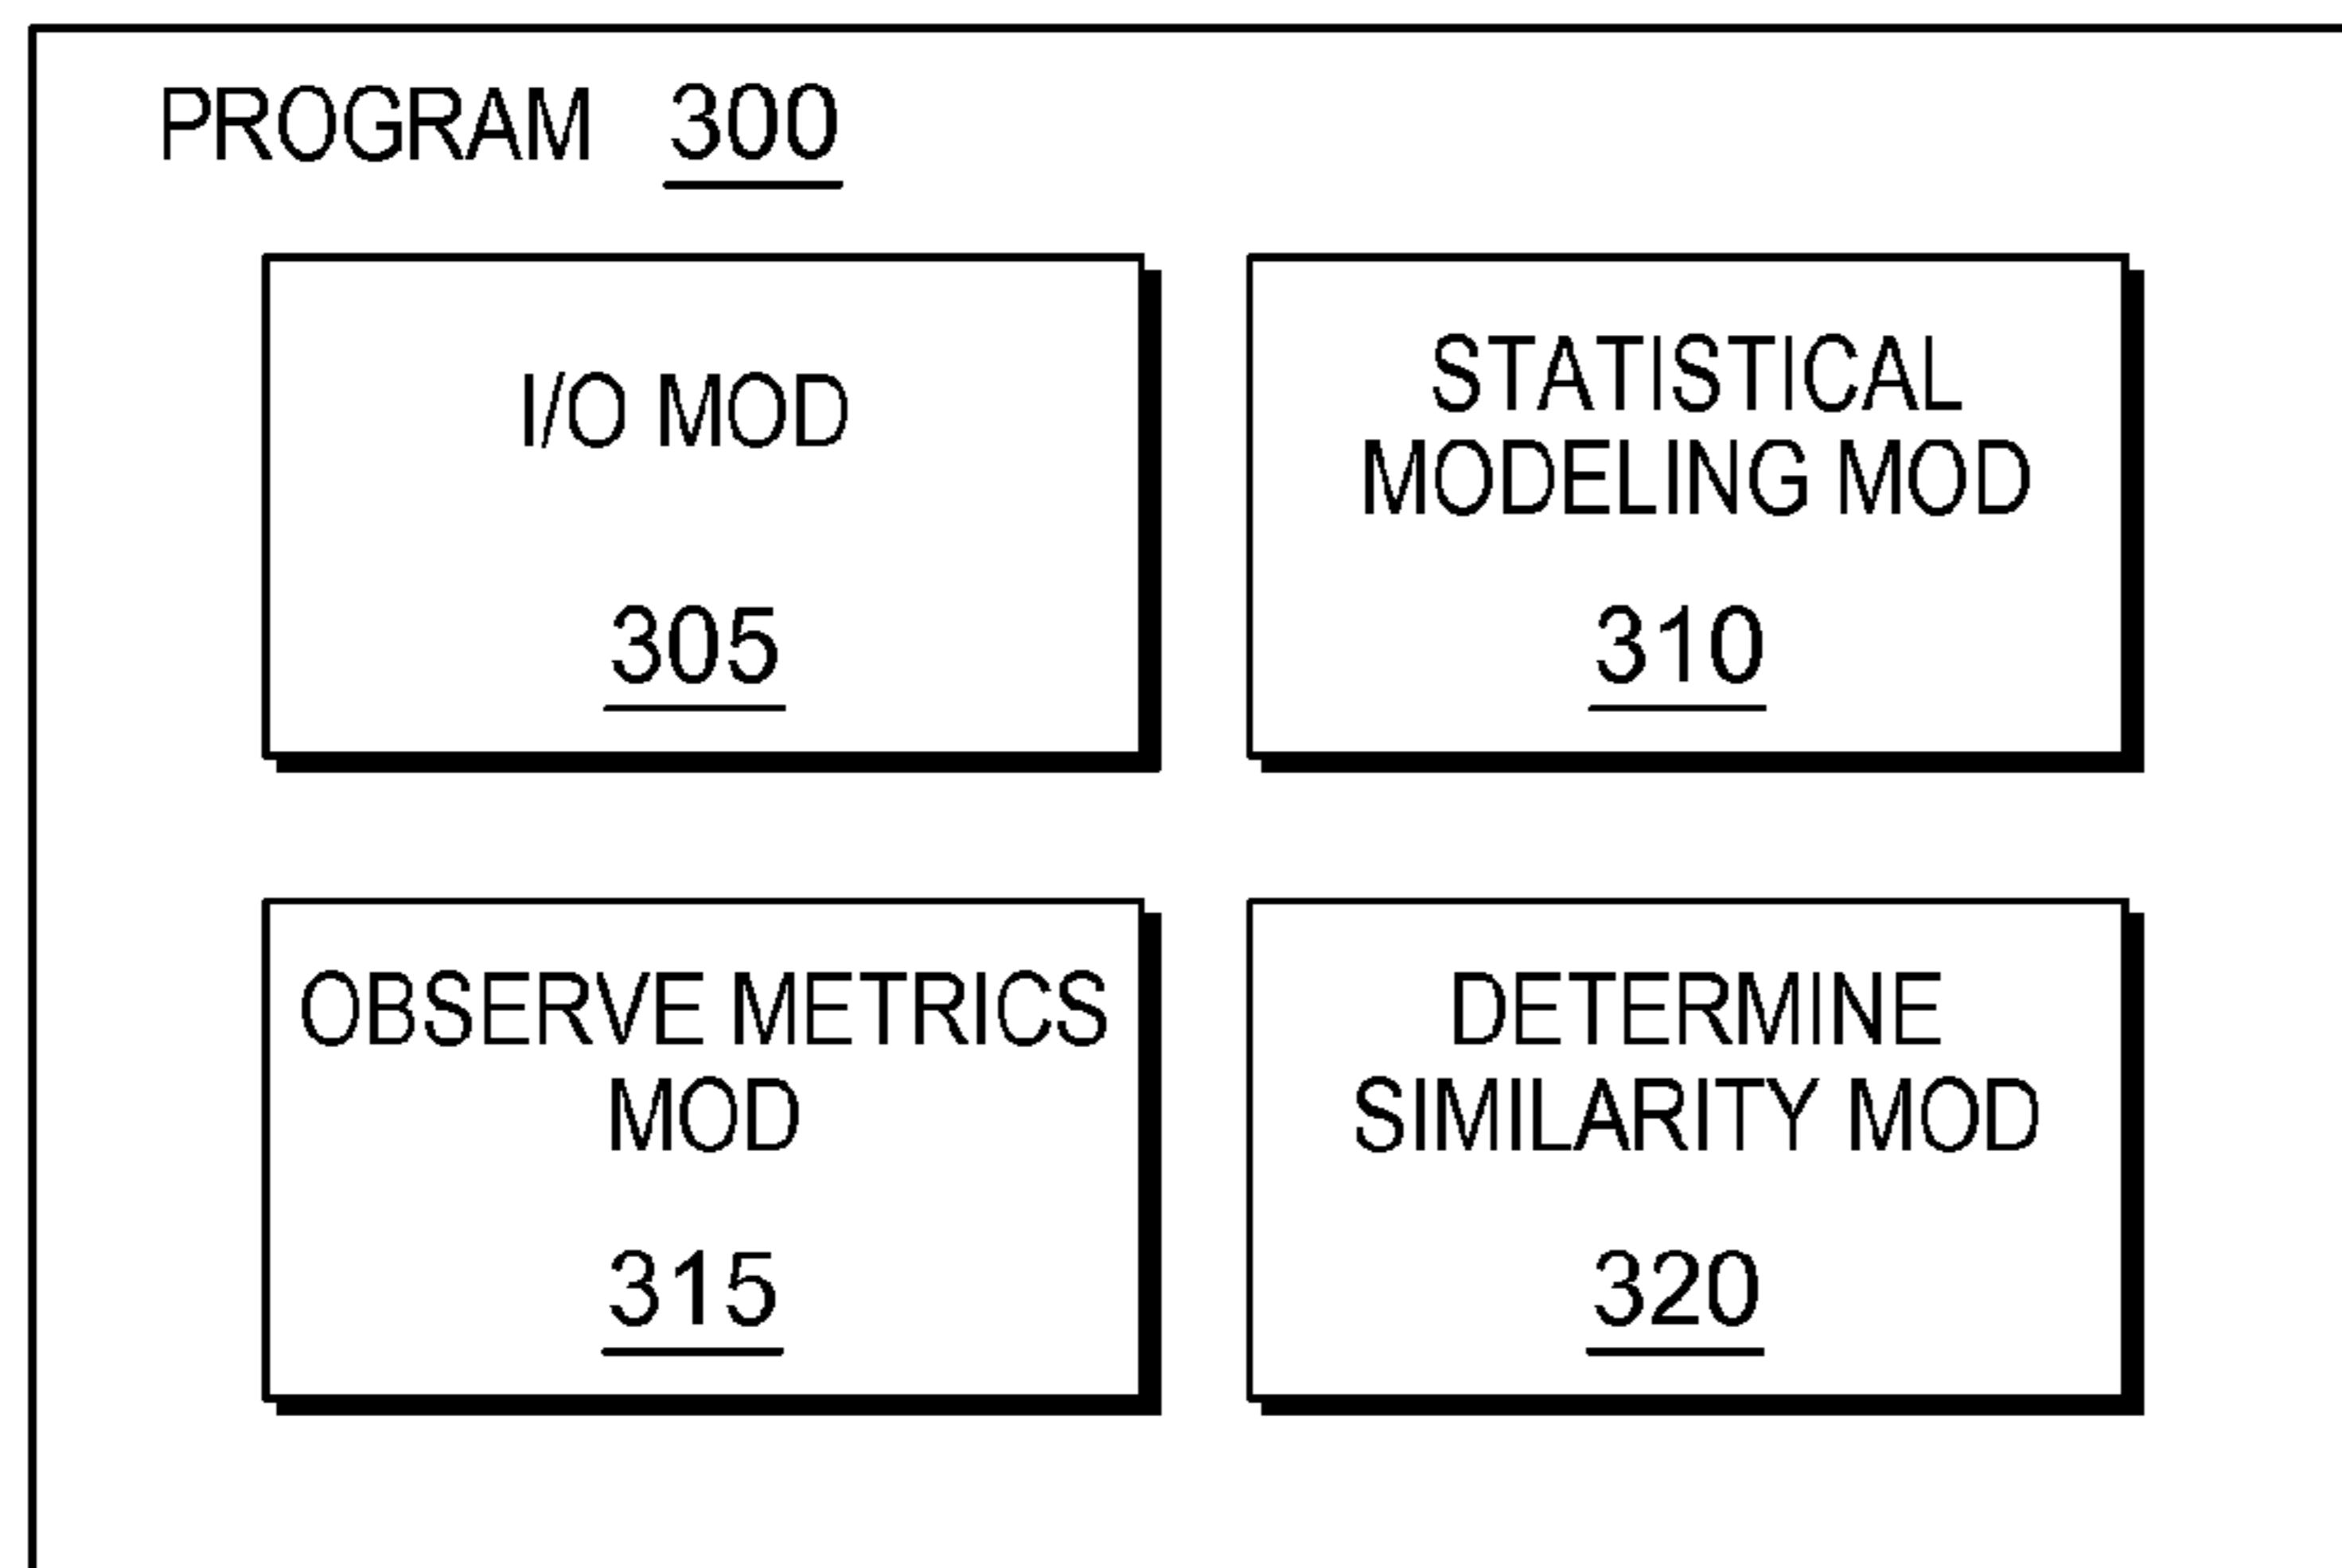 PROGRAM 300
I/O MOD
305
STATISTICAL
MODELING MOD
310
OBSERVE METRICS
MOD
315
DETERMINE
SIMILARITY MOD
320